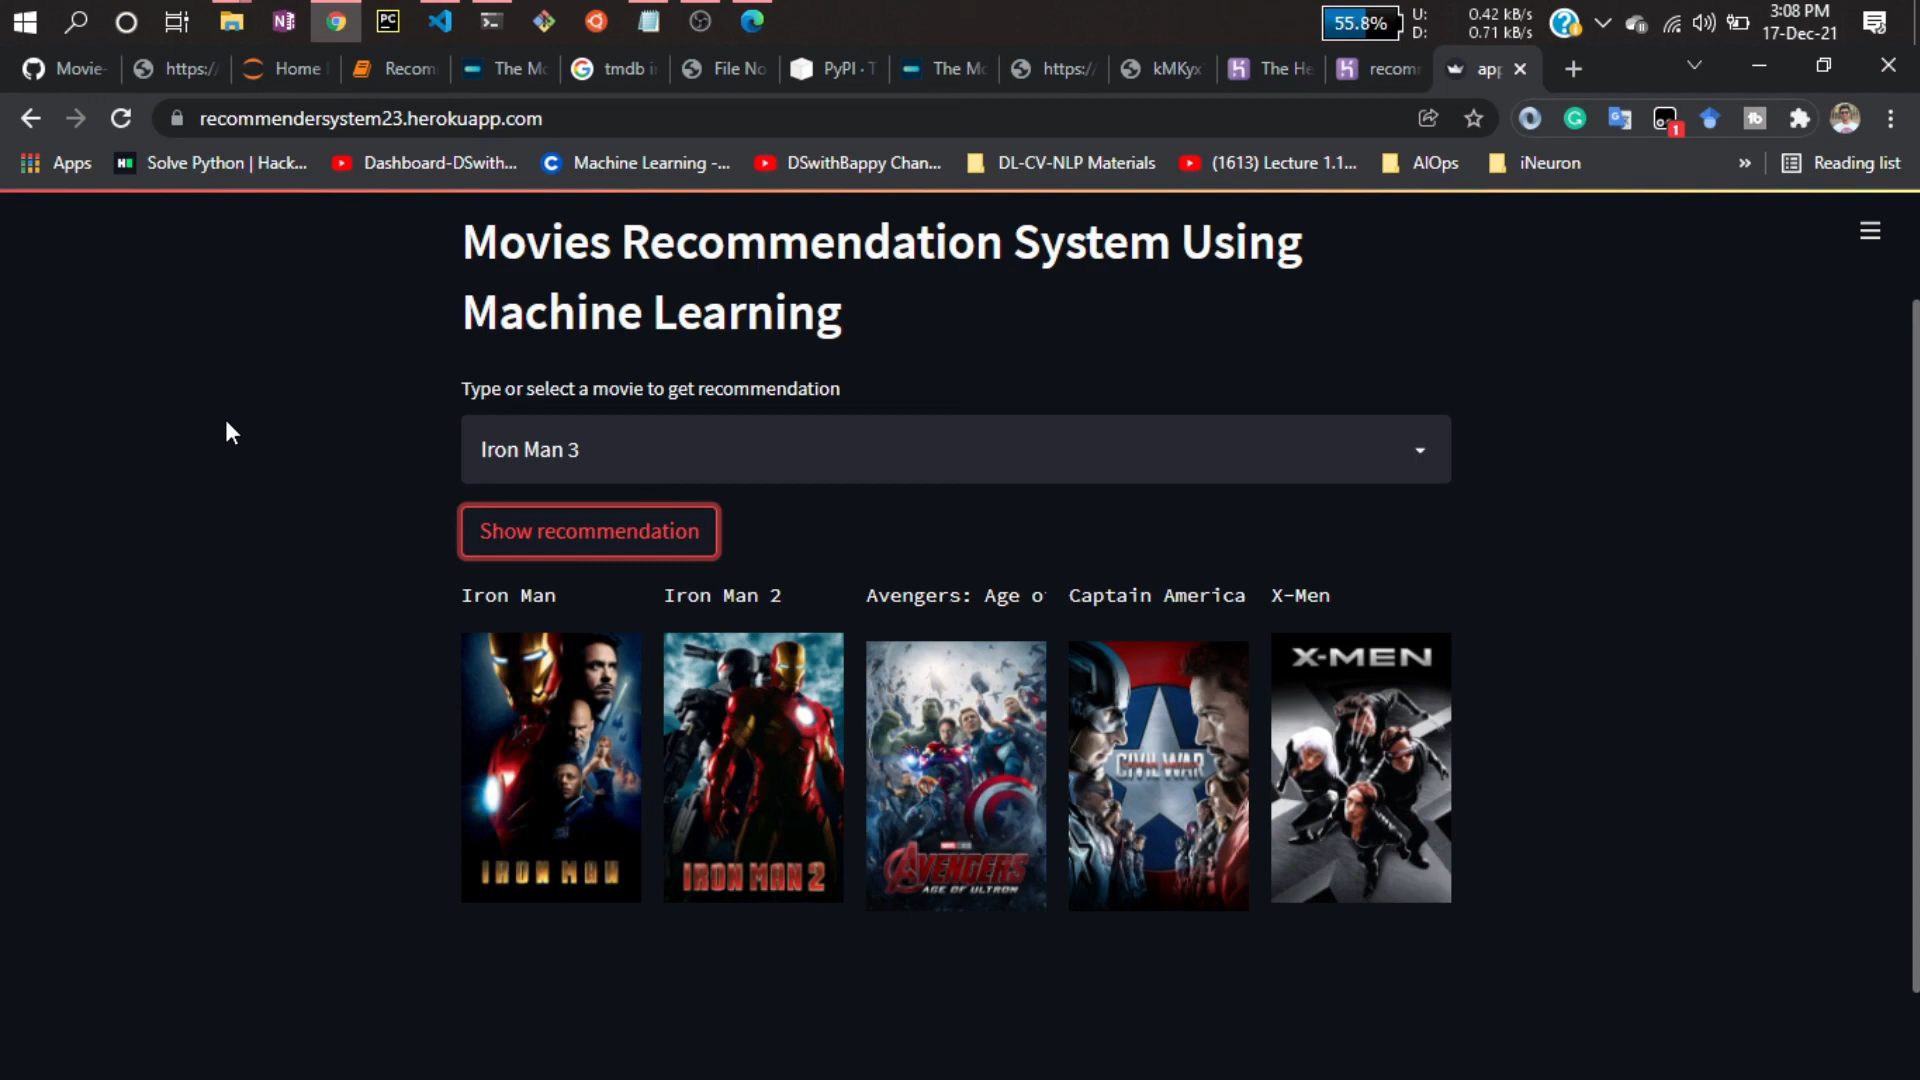 55.8%
U:
D:
0.42 kB/s
0.71 kB/s
3:08 PM
17-Dec-21
Movie-
https:/
Home
Recom
The Mo
tmdb i
File No
PyPI · T
The Mo
https:/
kMKyx
The He
recom
app
recommendersystem23.herokuapp.com
1
Apps
Solve Python | Hack...
Dashboard-DSwith...
Machine Learning -...
DSwithBappy Chan...
DL-CV-NLP Materials
(1613) Lecture 1.1...
AIOps
iNeuron
»
Reading list
Movies Recommendation System Using
Machine Learning
Type or select a movie to get recommendation
Iron Man 3
Show recommendation
Iron Man
Iron Man 2
Avengers: Age o
Captain America
X-Men
IRON MAN
IRON MAN 2
AVENGERS
AGE OF ULTRON
CIVIL WAR
X-MEN